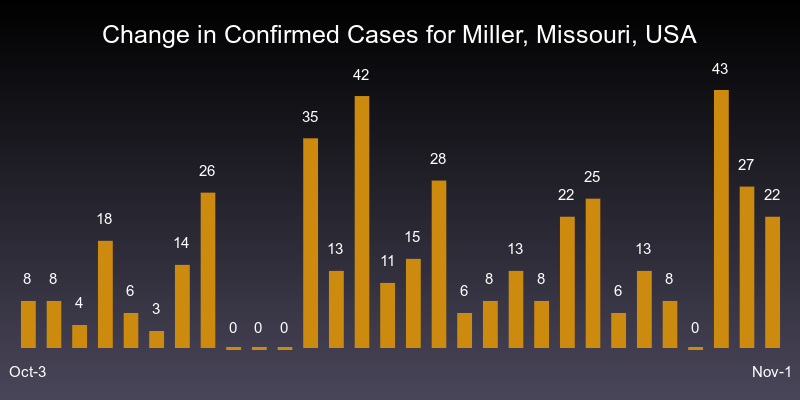 Change in Confirmed Cases for Miller, Missouri, USA
8 8 4 18 6 3 14 26 0 0 0 35 13 42 11 15 28 6 8 13 8 22 25 6 13 8 0 43 27 22
Oct-3 Nov-1